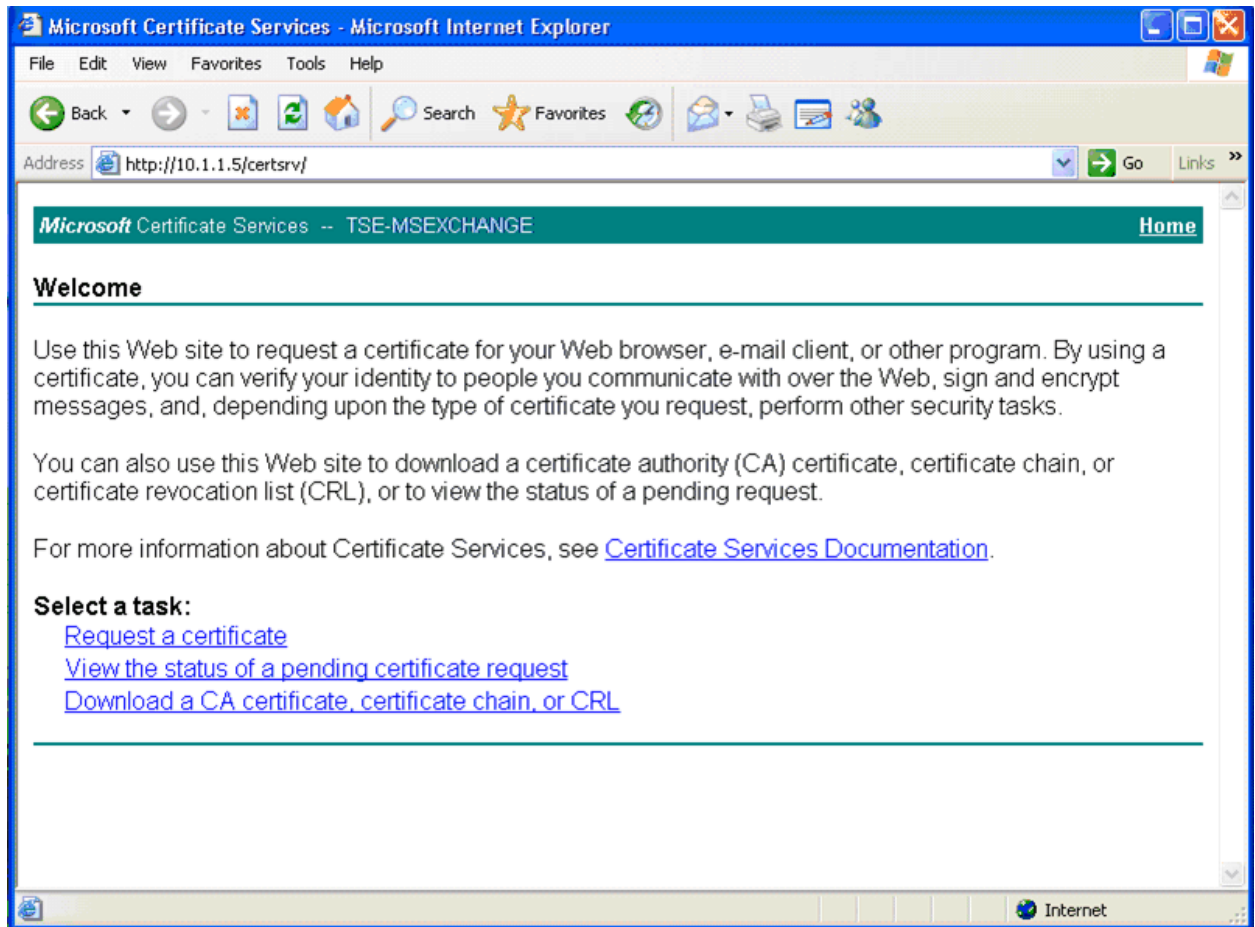 Microsoft Certificate Services - Microsoft Internet Explorer
File Edit View Favorites Tools Help
Back Search Favorites
Address http://10.1.1.5/certsrv/ Go Links »
Microsoft Certificate Services -- TSE-MSEXCHANGE Home
Welcome
Use this Web site to request a certificate for your Web browser, e-mail client, or other program. By using a
certificate, you can verify your identity to people you communicate with over the Web, sign and encrypt
messages, and, depending upon the type of certificate you request, perform other security tasks.
You can also use this Web site to download a certificate authority (CA) certificate, certificate chain, or
certificate revocation list (CRL), or to view the status of a pending request.
For more information about Certificate Services, see Certificate Services Documentation.
Select a task:
Request a certificate
View the status of a pending certificate request
Download a CA certificate, certificate chain, or CRL
Internet